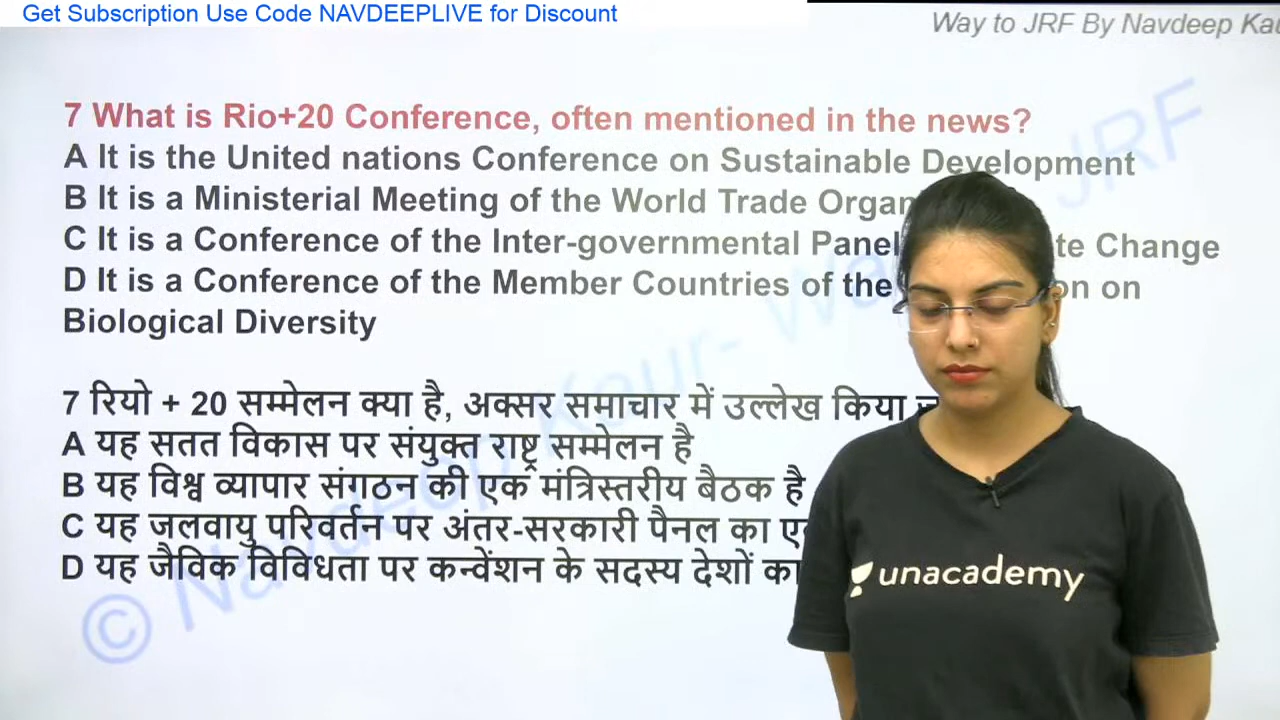 Get Subscription Use Code NAVDEEPLIVE for Discount
Way to JRF By Navdeep
7 What is Rio+20 Conference, often mentioned in the news?
A It is the United nations Conference on Sustainable Development
B It is a Ministerial Meeting of the World Trade
C It is a Conference of the Inter-governmental Panel Change
D It is a Conference of the Member Countries of the on
Biological Diversity
7 रियो + 20 सम्मेलन क्या है, अक्सर समाचार में उल्लेख किया
A यह सतत विकास पर संयुक्त राष्ट्र सम्मेलन है
B यह विश्व व्यापार संगठन की एक मंत्रिस्तरीय बैठक है
C यह जलवायु परिवर्तन पर अंतर-सरकारी पैनल का
D यह जैविक विविधता पर कन्वेंशन के सदस्य देशों का
© Navdeep Kour- Way JRF
unacademy